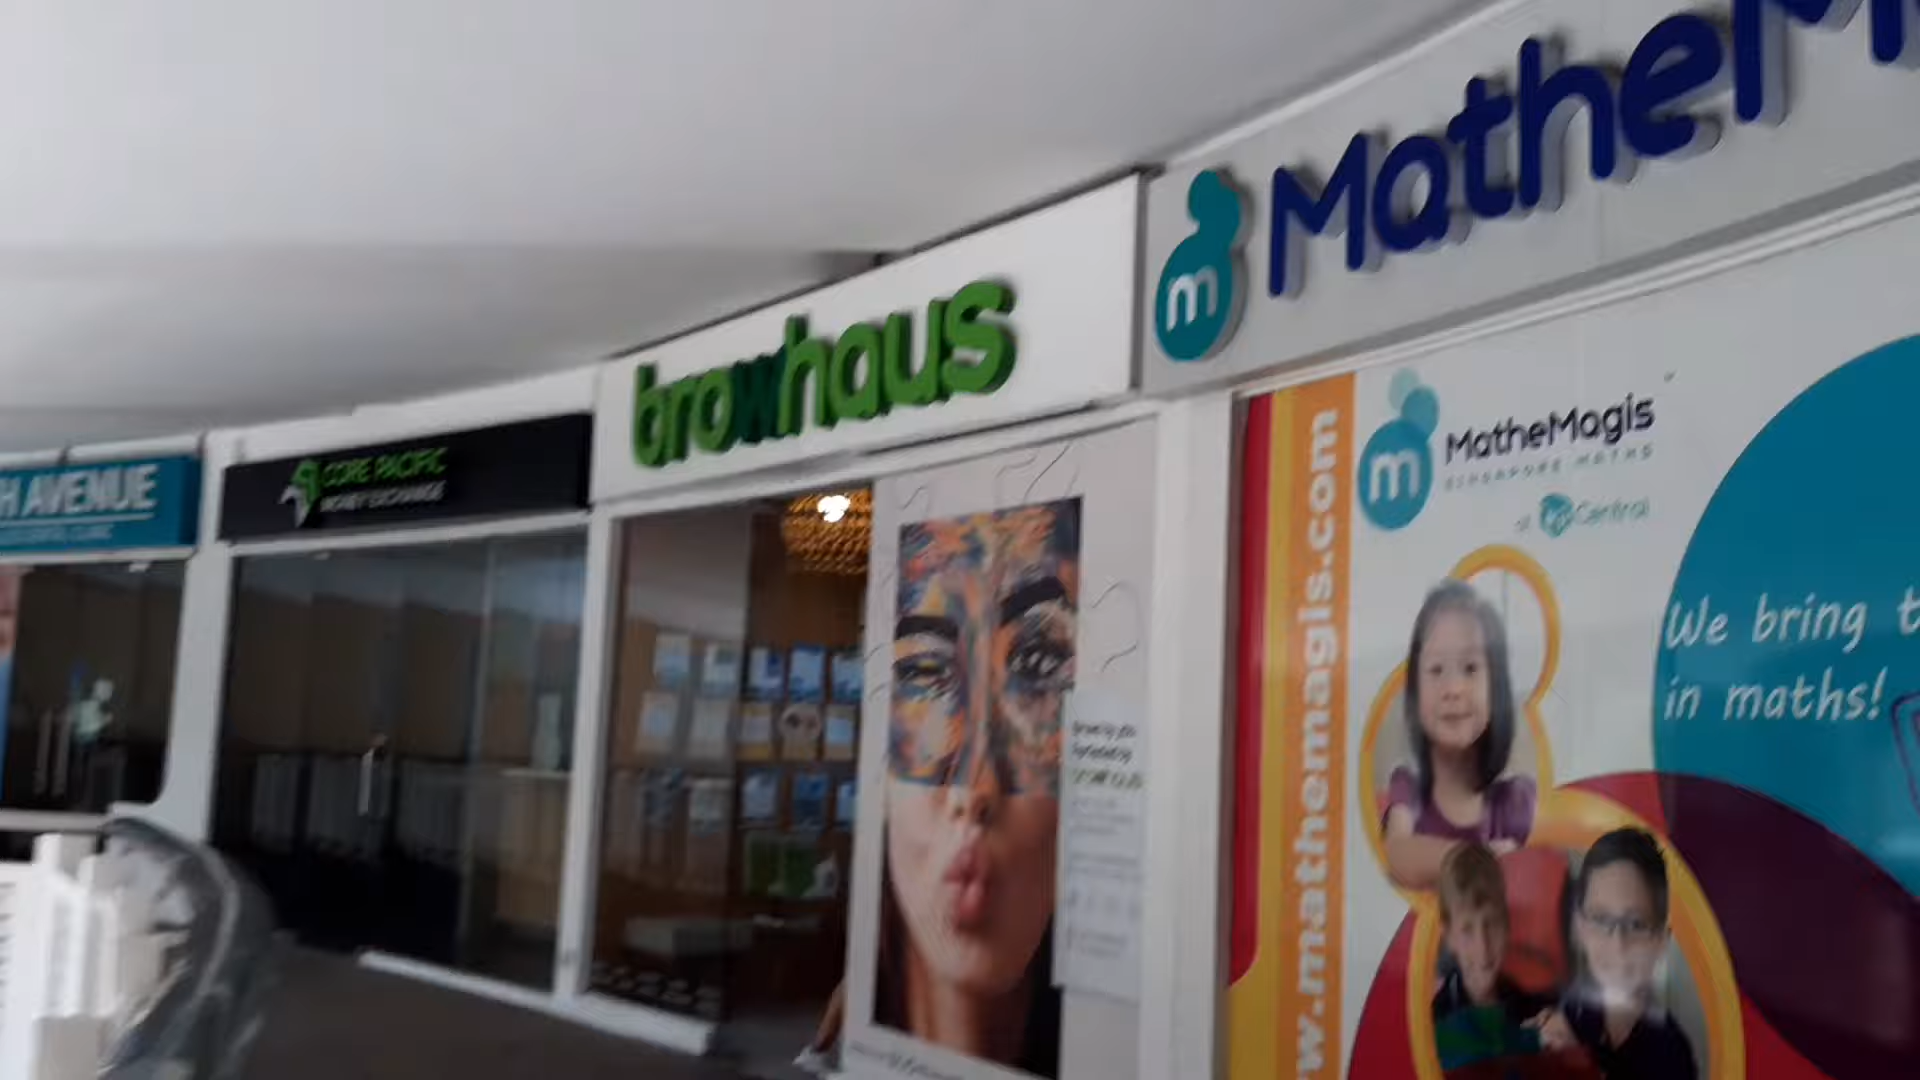 H AVENUE
CORE PACIFIC
MONEY EXCHANGE
browhaus
browhaus
m
MatheM
www.mathemagis.com
m
MatheMagis
SINGAPORE MATHS
at
Central
We bring t
in maths!